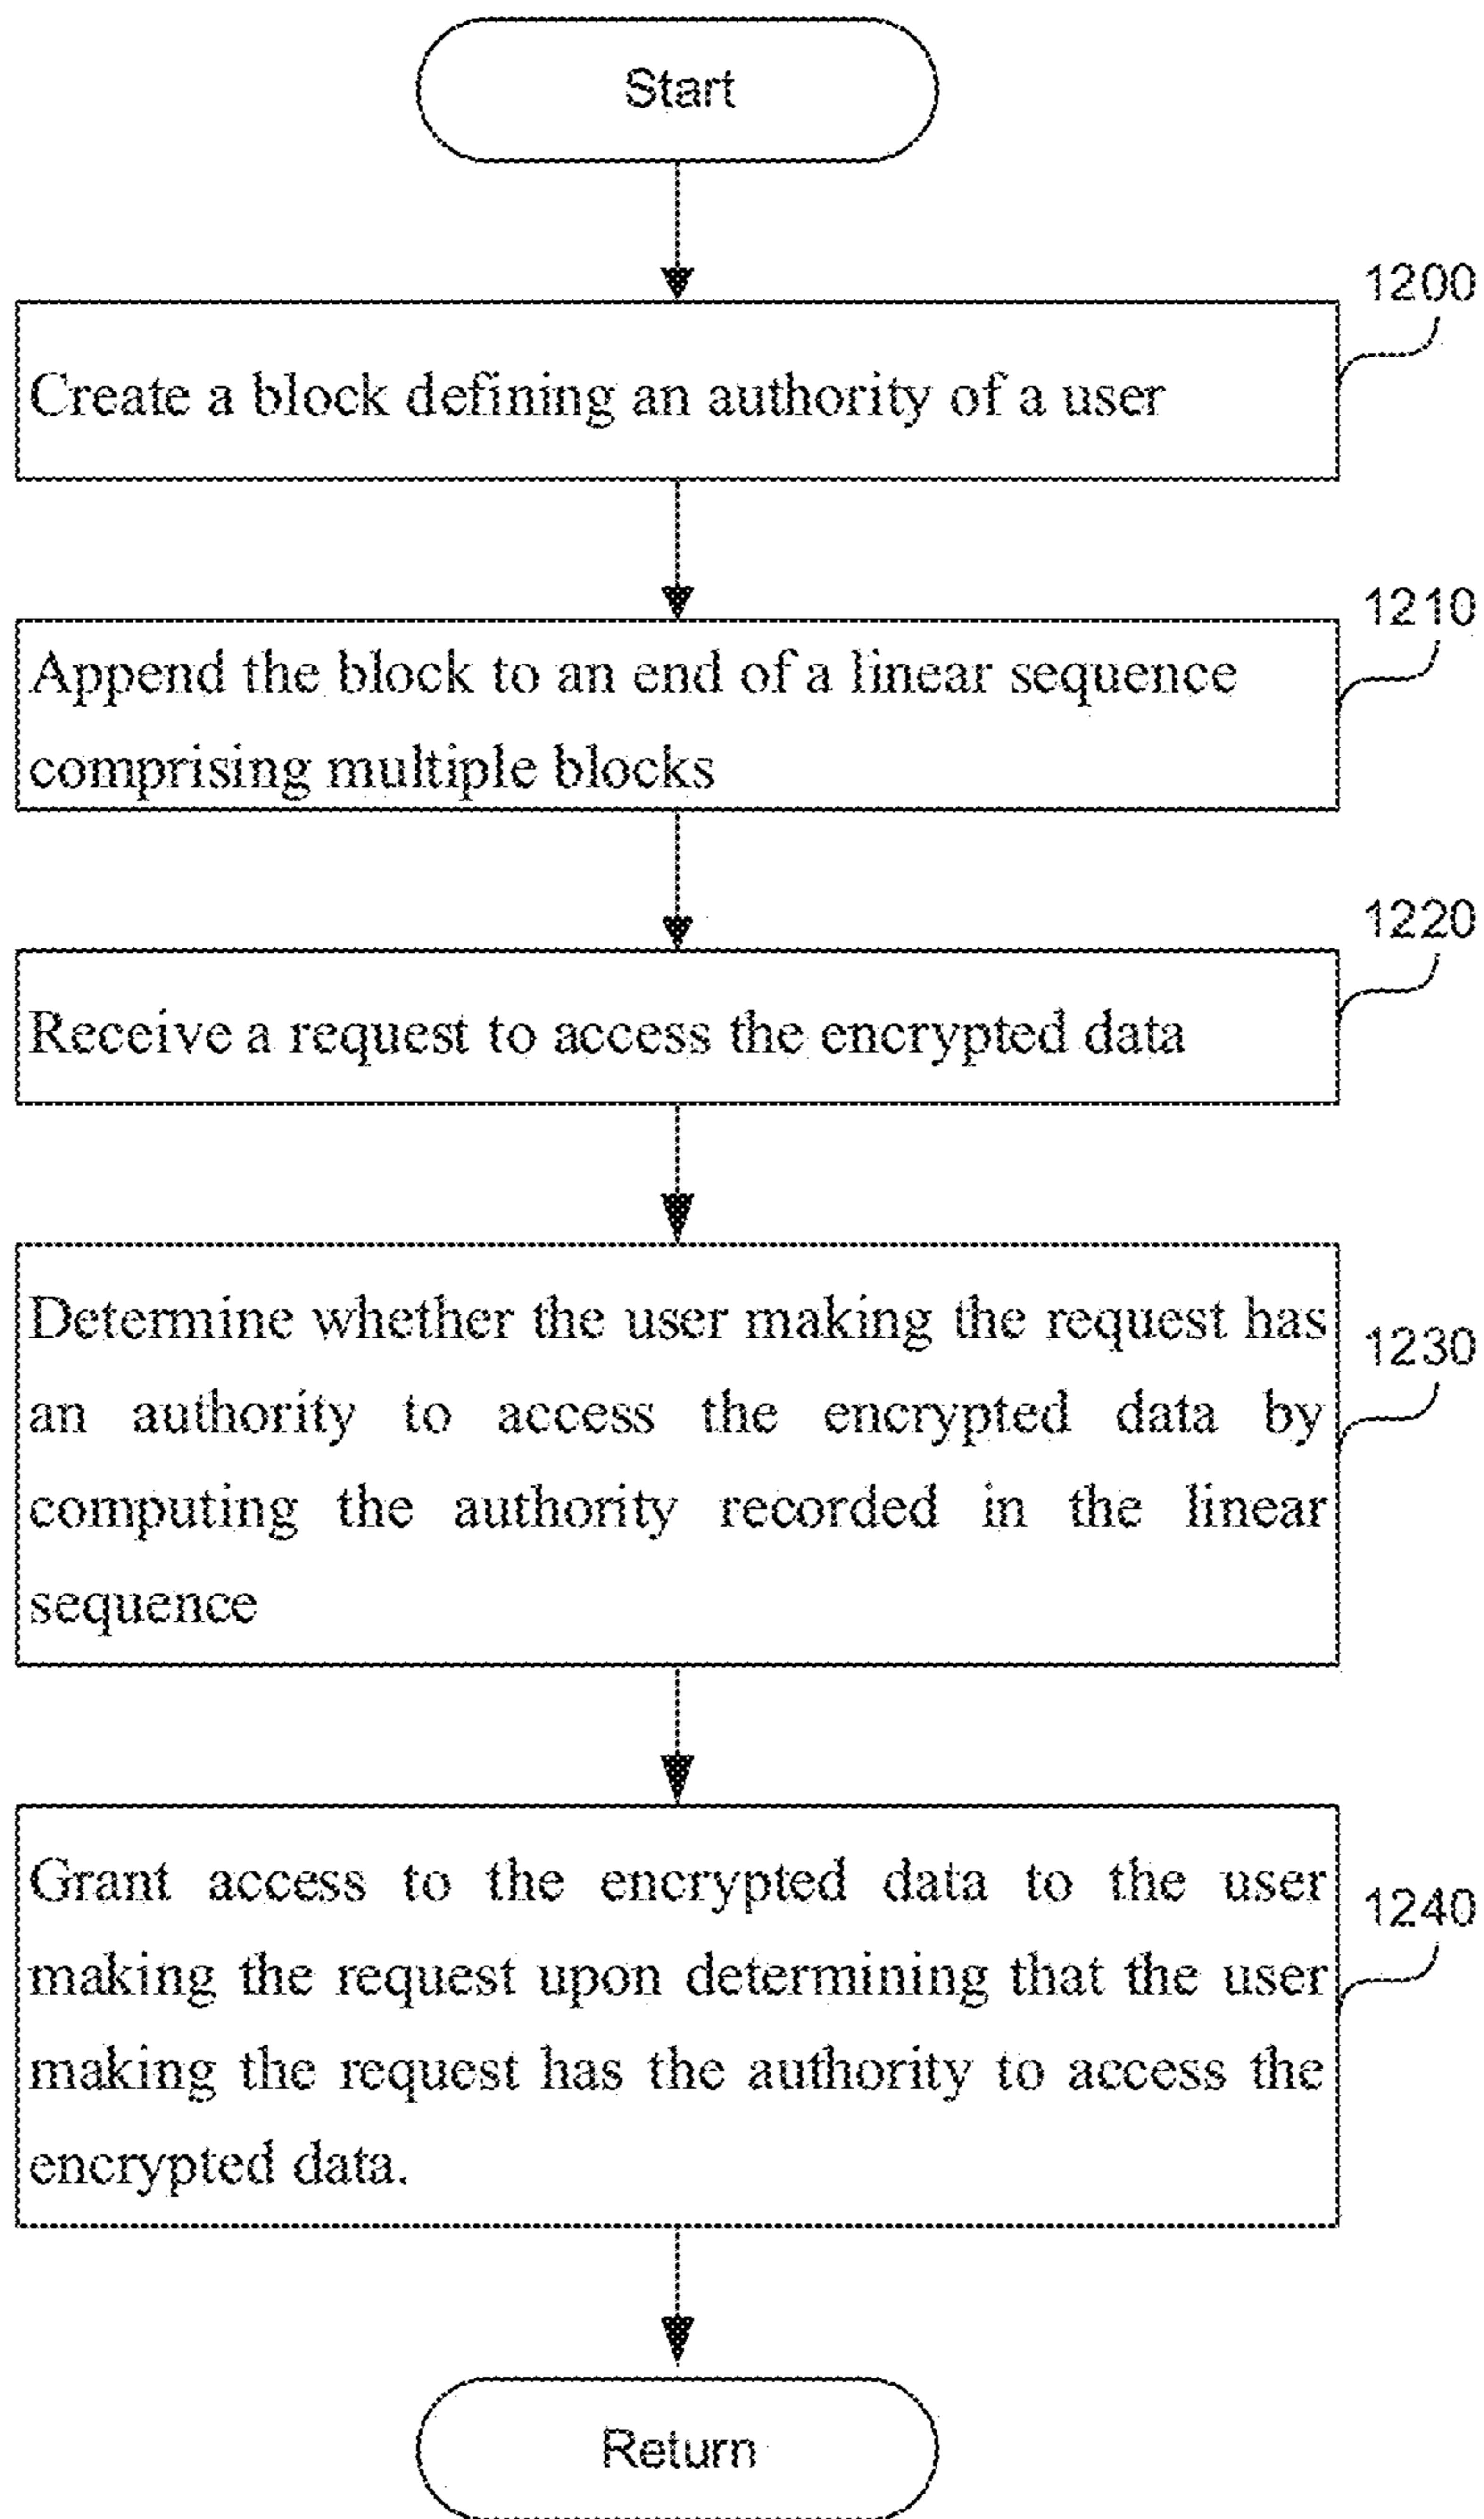 Start
1200
Create a block defining an authority of a user
1210
Append the block to an end of a linear sequence
comprising multiple blocks
1220
Receive a request to access the encrypted data
Determine whether the user making the request has
1230
an authority to access the encrypted data by
computing the authority recorded in the linear
sequence
Grant access to the encrypted data to the user
1240
making the request upon determining that the user
making the request has the authority to access the
encrypted data.
Return